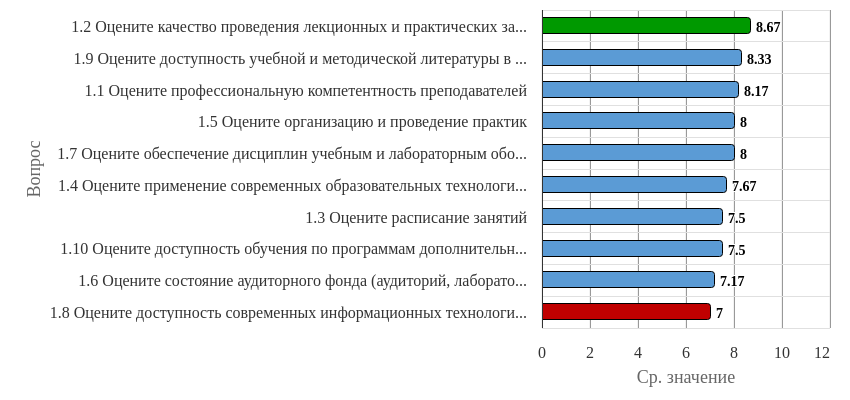 1.2 Оцените качество проведения лекционных и практических за... 8.67
1.9 Оцените доступность учебной и методической литературы в ... 8.33
1.1 Оцените профессиональную компетентность преподавателей 8.17
1.5 Оцените организацию и проведение практик 8
1.7 Оцените обеспечение дисциплин учебным и лабораторным обо... 8
1.4 Оцените применение современных образовательных технологи... 7.67
1.3 Оцените расписание занятий 7.5
1.10 Оцените доступность обучения по программам дополнительн... 7.5
1.6 Оцените состояние аудиторного фонда (аудиторий, лаборато... 7.17
1.8 Оцените доступность современных информационных технологи... 7
Вопрос
0 2 4 6 8 10 12
Ср. значение